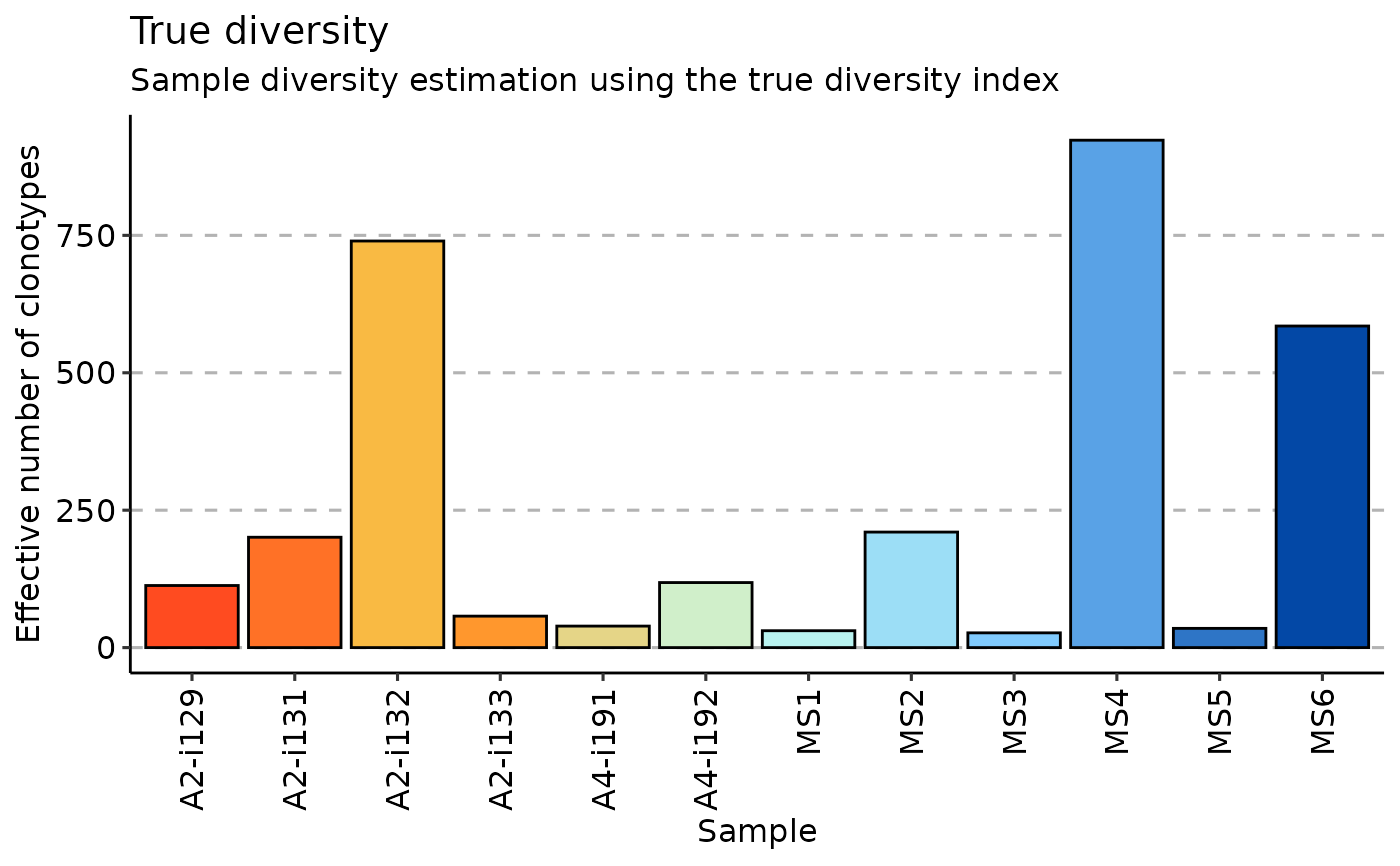 True diversity
Sample diversity estimation using the true diversity index
Effective number of clonotypes
750
500
250
0
A2-i129
A2-i131
A2-i132
A2-i133
A4-i191
A4-i192
MS1
MS2
MS3
MS4
MS5
MS6
Sample